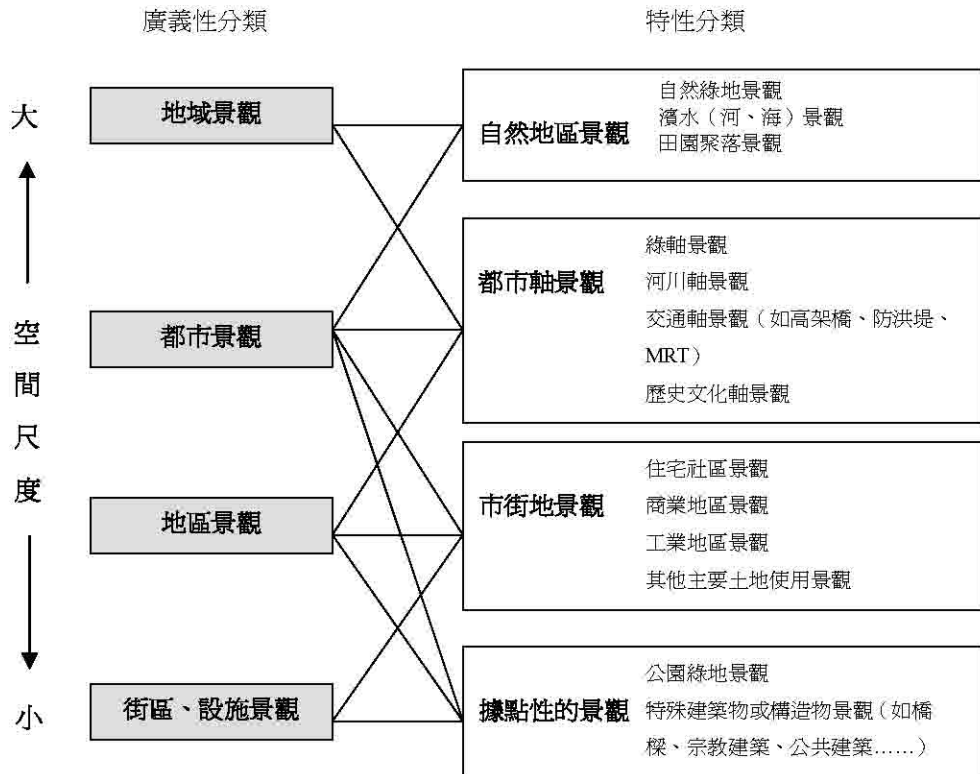 廣義性分類
特性分類
大
空
間
尺
度
小
地域景觀
都市景觀
地區景觀
街區、設施景觀
自然地區景觀
自然綠地景觀
濱水（河、海）景觀
田園聚落景觀
都市軸景觀
綠軸景觀
河川軸景觀
交通軸景觀（如高架橋、防洪堤、
MRT）
歷史文化軸景觀
市街地景觀
住宅社區景觀
商業地區景觀
工業地區景觀
其他主要土地使用景觀
據點性的景觀
公園綠地景觀
特殊建築物或構造物景觀（如橋
樑、宗教建築、公共建築……）